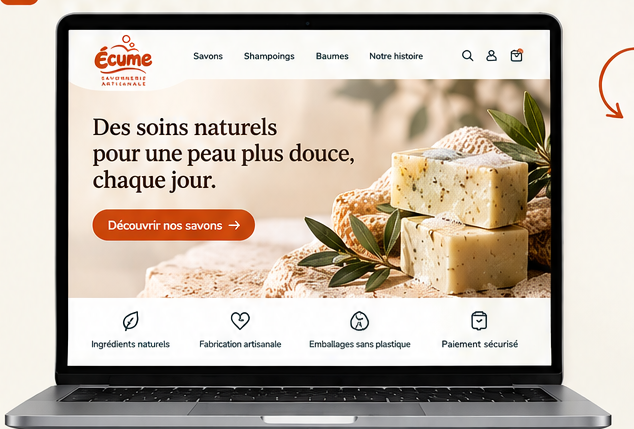 Écume
SAVONNERIE
ARTISANALE
Savons
Shampoings
Baumes
Notre histoire
Des soins naturels
pour une peau plus douce,
chaque jour.
Découvrir nos savons →
Ingrédients naturels
Fabrication artisanale
Emballages sans plastique
Paiement sécurisé